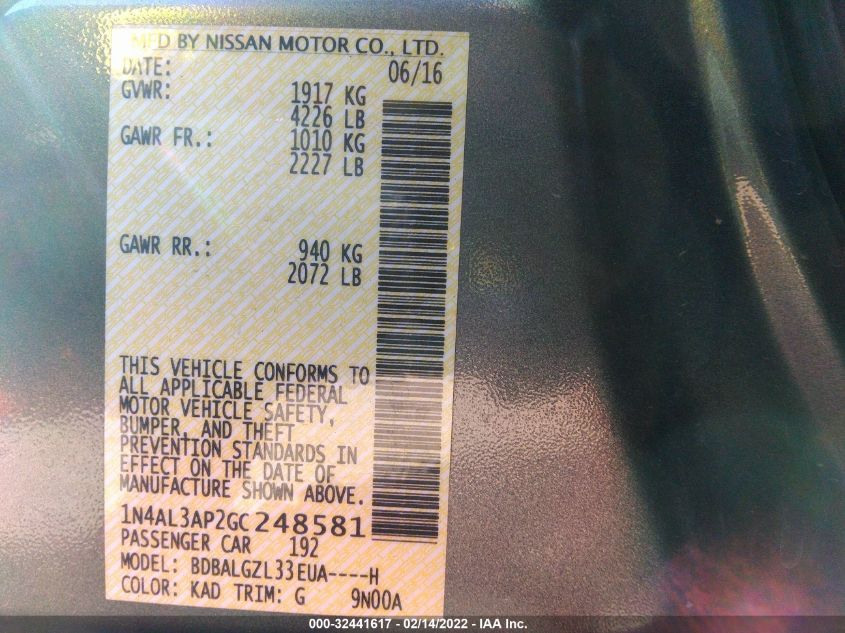 MFD BY NISSAN MOTOR CO., LTD.
DATE: 06/16
GVWR: 1917 KG
4226 LB
GAWR FR.: 1010 KG
2227 LB
GAWR RR.: 940 KG
2072 LB
THIS VEHICLE CONFORMS TO
ALL APPLICABLE FEDERAL
MOTOR VEHICLE SAFETY,
BUMPER, AND THEFT
PREVENTION STANDARDS IN
EFFECT ON THE DATE OF
MANUFACTURE SHOWN ABOVE.
1N4AL3AP2GC248581
PASSENGER CAR 192
MODEL: BDBALGZL33EUA----H
COLOR: KAD TRIM: G 9N00A
000-32441617 - 02/14/2022 - IAA Inc.